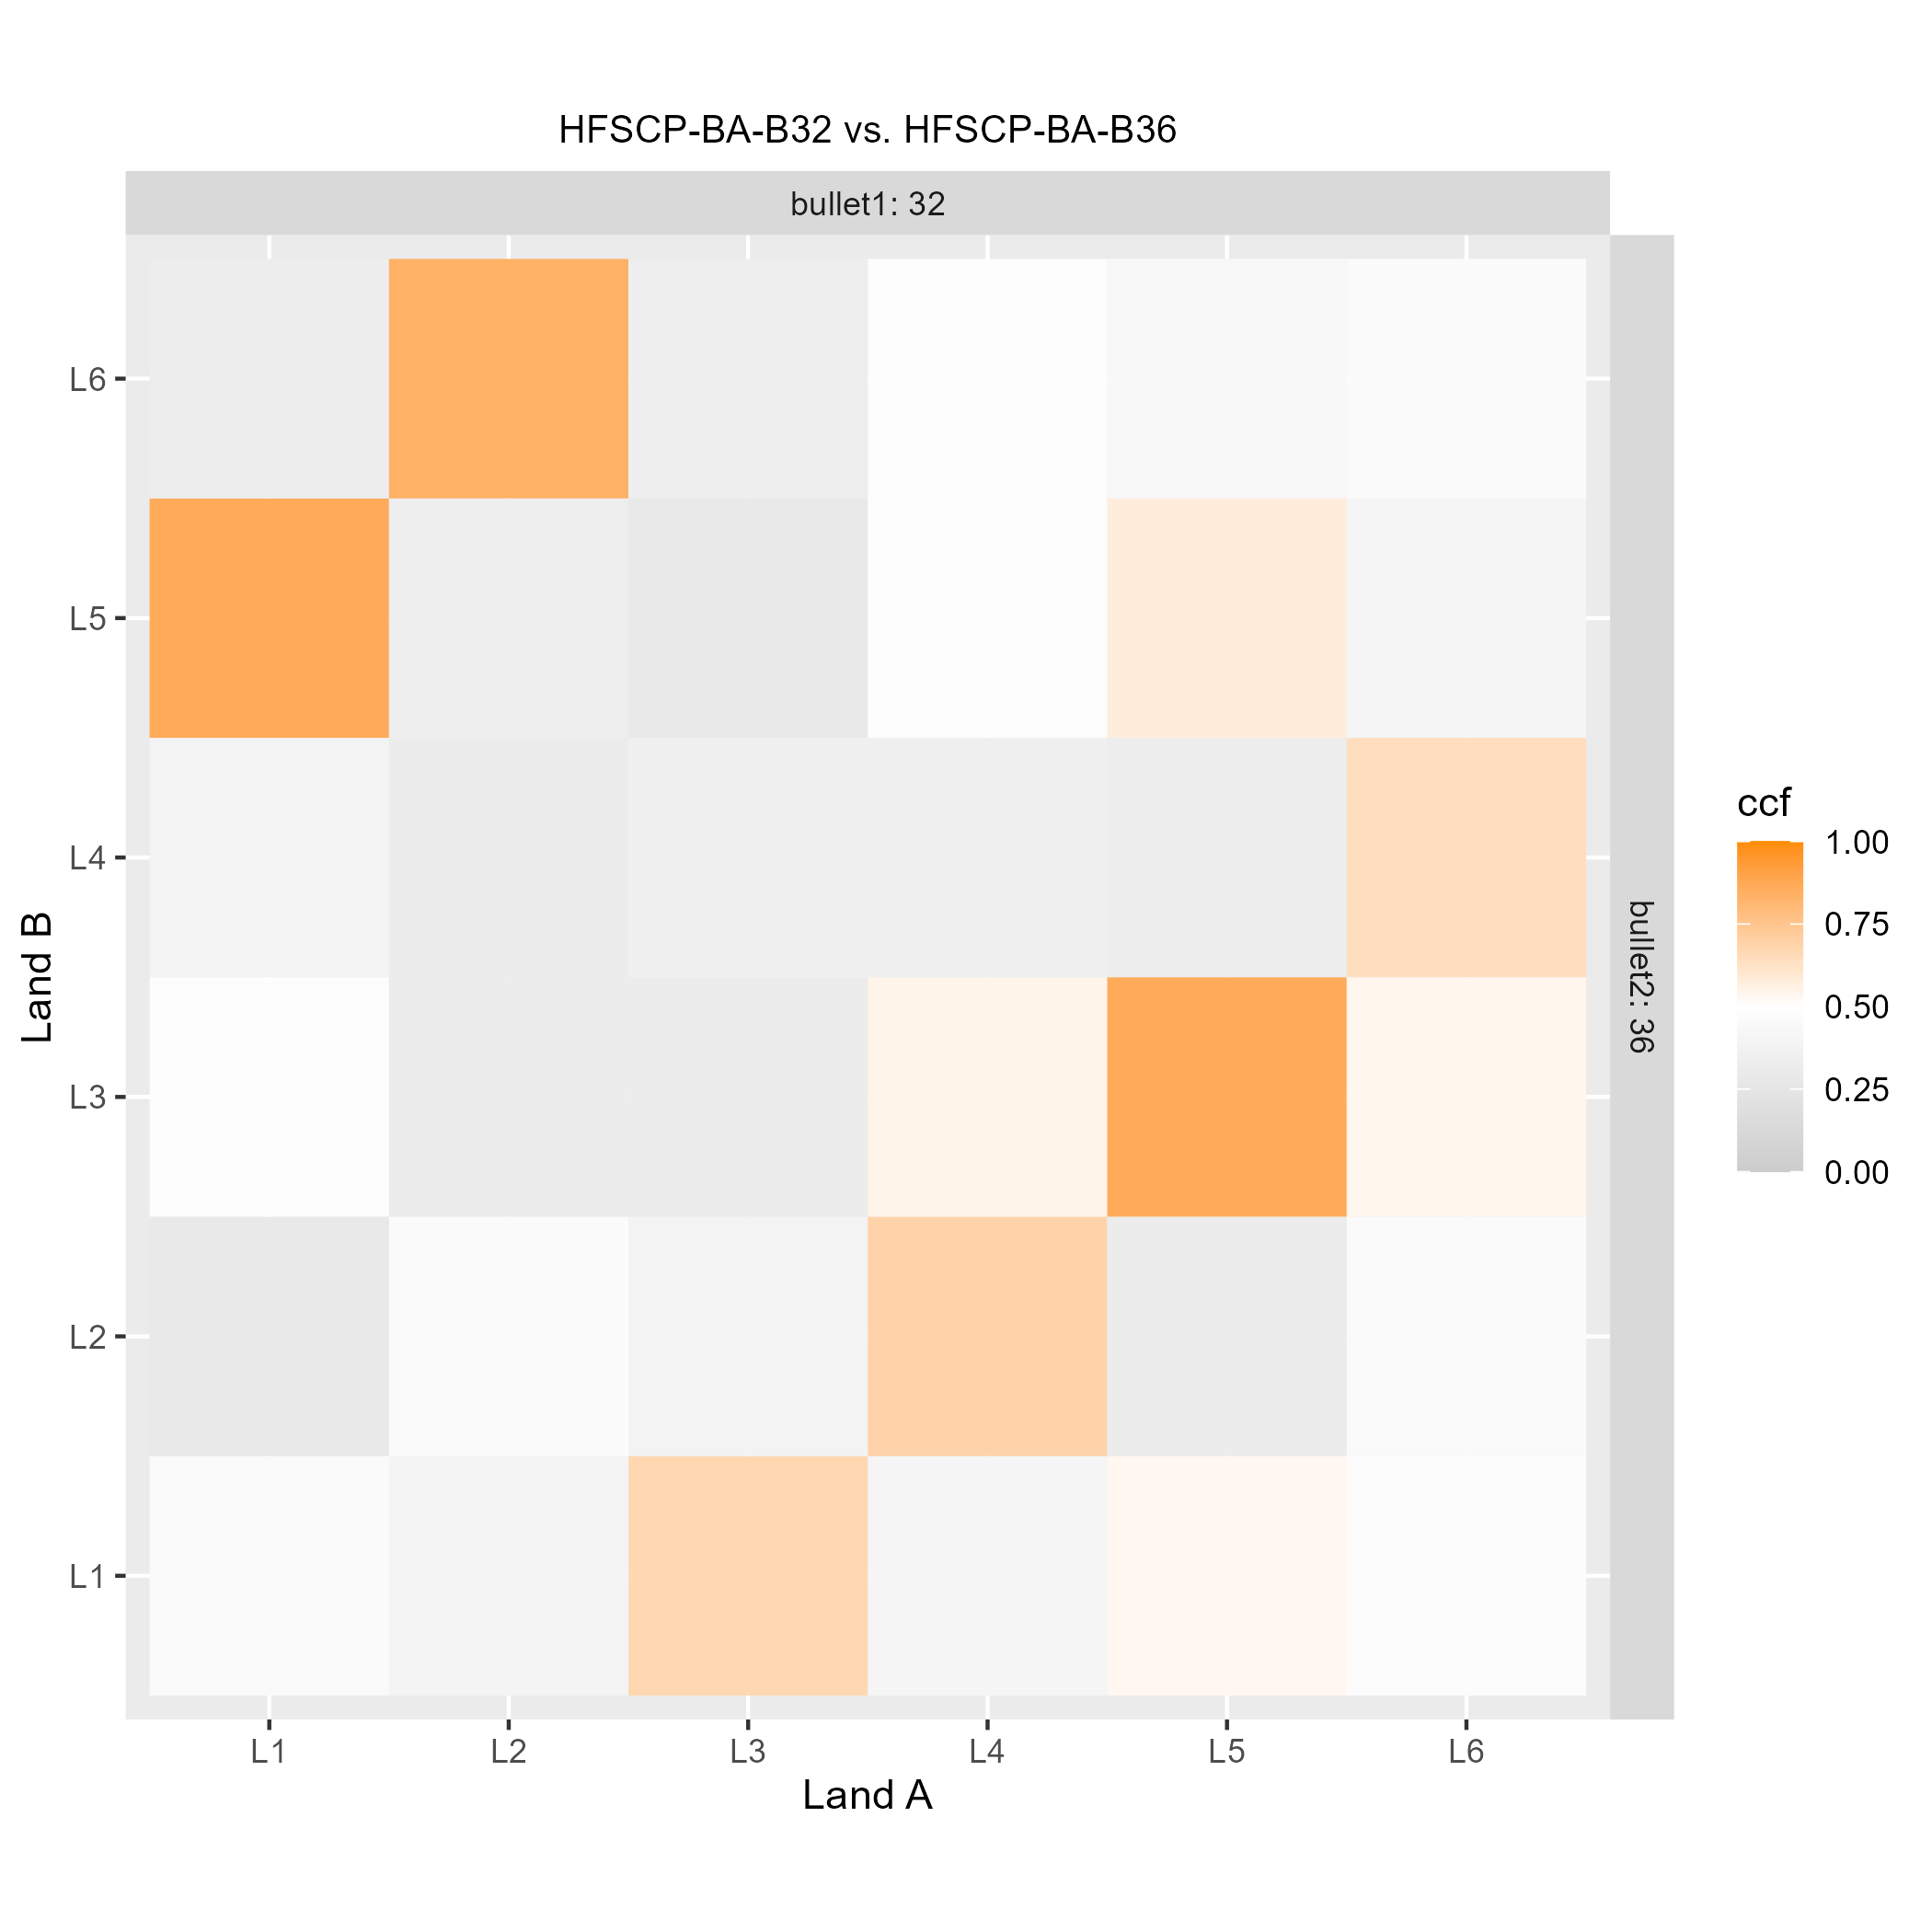 HFSCP-BA-B32 vs. HFSCP-BA-B36
bullet1: 32
L6
L5
L4
L3
L2
L1
Land B
bullet2: 36
L1 L2 L3 L4 L5 L6
Land A
ccf
1.00
0.75
0.50
0.25
0.00